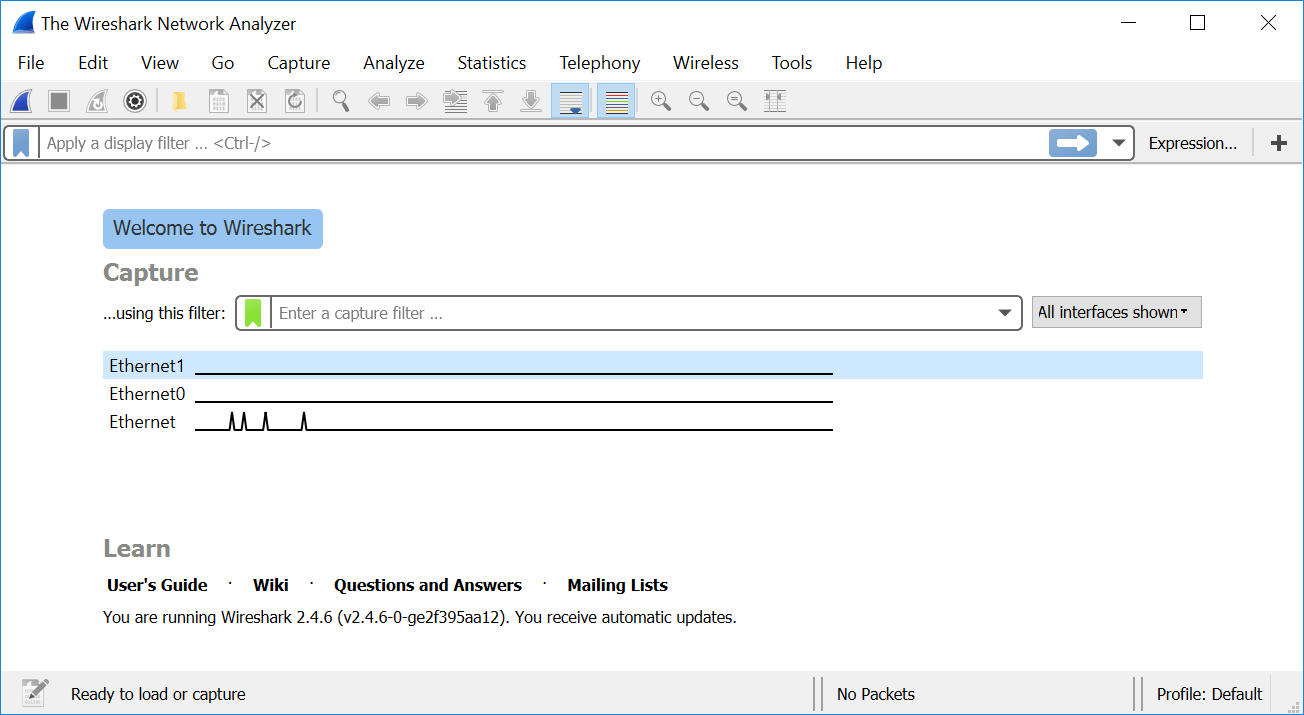 The Wireshark Network Analyzer
File Edit View Go Capture Analyze Statistics Telephony Wireless Tools Help
Apply a display filter ... <Ctrl-/> Expression... +
Welcome to Wireshark
Capture
...using this filter: Enter a capture filter ... All interfaces shown
Ethernet1
Ethernet0
Ethernet
Learn
User's Guide · Wiki · Questions and Answers · Mailing Lists
You are running Wireshark 2.4.6 (v2.4.6-0-ge2f395aa12). You receive automatic updates.
Ready to load or capture No Packets Profile: Default